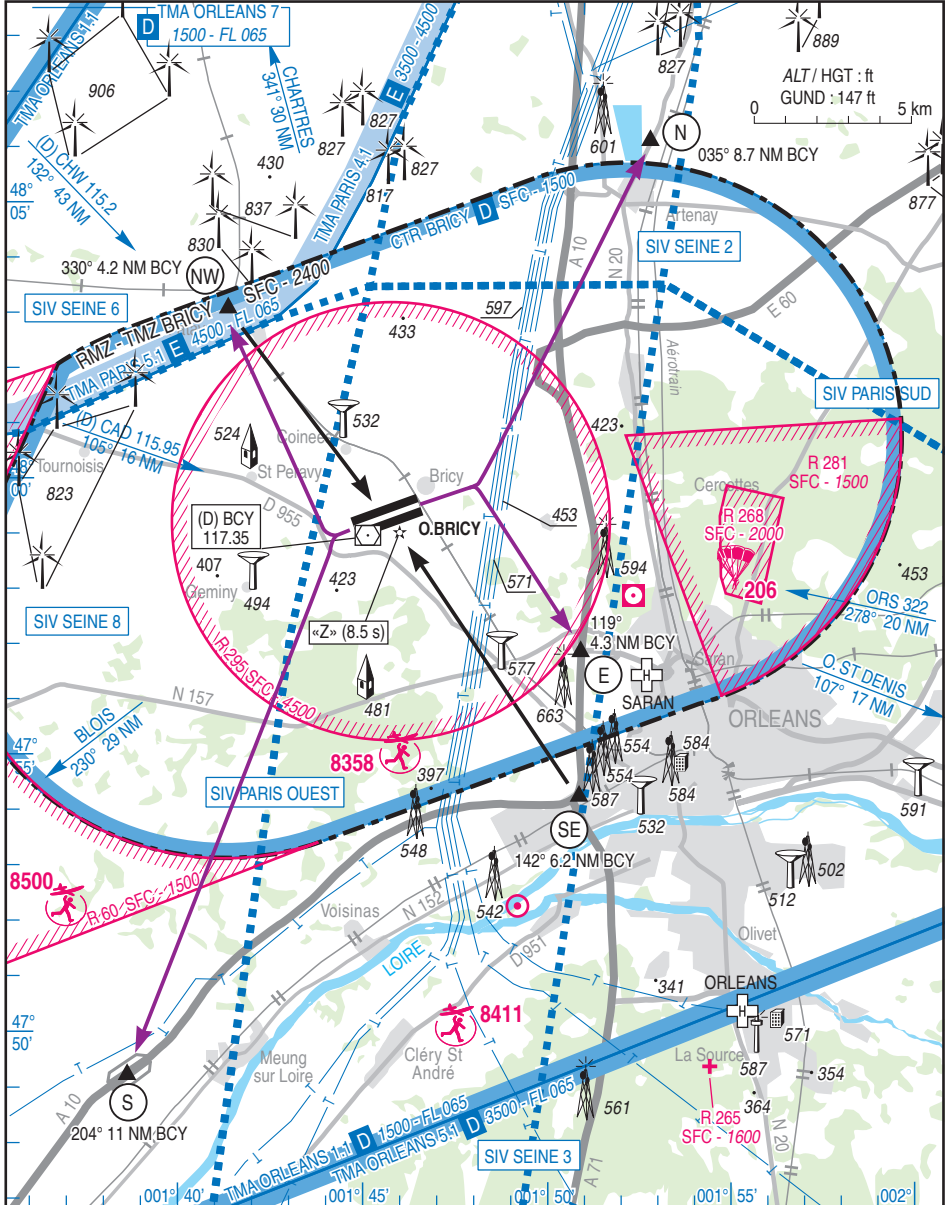 TMA ORLEANS 7
D 1500 - FL 065
TMA ORLEANS 1.1
906
CHARTRES
341° 30 NM
E 3500-4500
TMA PARIS 4.1
827
889
ALT / HGT : ft
GUND : 147 ft
0 5 km
827
827
827
817
601
N
035° 8.7 NM BCY
877
(D) CHW 115.2
132° 43 NM
430
48°
05'
837
830
CTR BRICY D SFC - 1500
Artenay
330° 4.2 NM BCY
NW
RMZ - TMZ BRICY SFC - 2400
TMA PARIS 5.1 E 4500 - FL 065
SIV SEINE 6
SIV SEINE 2
A 10
N 20
E 60
597
433
Aérotrain
SIV PARIS SUD
(D) CAD 115.95
105° 16 NM
532
524
Coinces
St Peravy
423
R 281
SFC - 1500
48°
00'
Tournoisis
823
D 955
Bricy
Cercottes
R 268
SFC - 2000
(D) BCY
117.35
O.BRICY
453
206
407
Geminy
494
423
571
594
453
ORS 322
278° 20 NM
SIV SEINE 8
«Z» (8.5 s)
119°
4.3 NM BCY
577
E
Saran
O. ST DENIS
107° 17 NM
R 295 SFC - 4500
N 157
481
663
SARAN
ORLEANS
BLOIS
230° 29 NM
47°
55'
8358
554
554
584
584
397
587
591
SIV PARIS OUEST
548
SE
532
142° 6.2 NM BCY
502
512
8500
R 60 SFC - 1500
542
Voisinas
N 152
D 951
Olivet
LOIRE
341
ORLEANS
8411
47°
50'
571
Meung
sur Loire
Cléry St
André
La Source
587
354
A 10
S
204° 11 NM BCY
561
364
R 265
SFC - 1600
TMA ORLEANS 1.1 D 1500 - FL 065
TMA ORLEANS 5.1 D 3500 - FL 065
SIV SEINE 3
A 71
N 20
001° 40'
001° 45'
001° 50'
001° 55'
002°